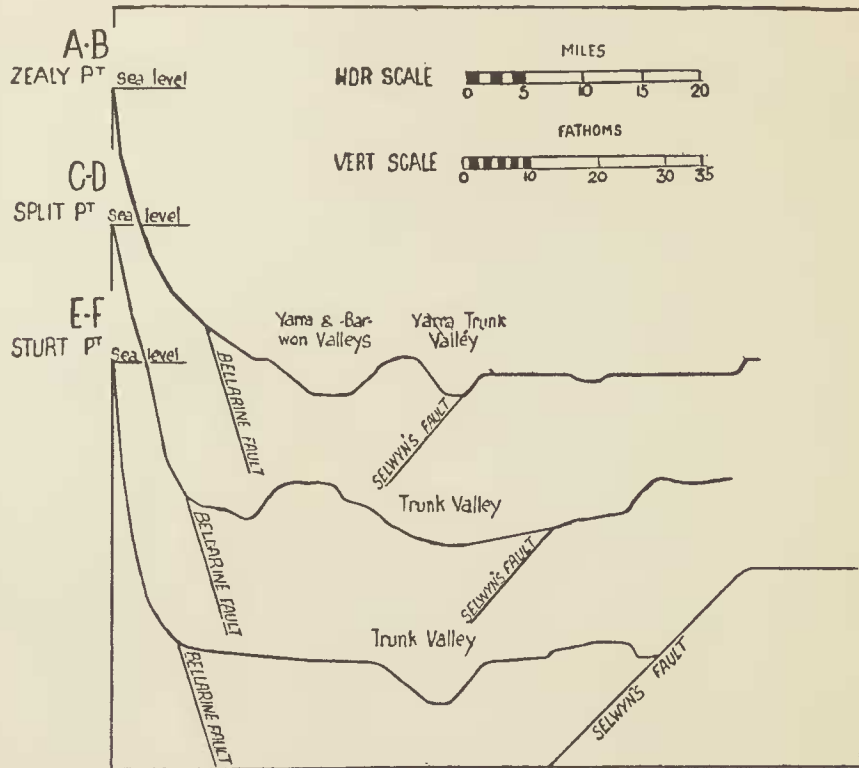 A-B
ZEALY PT
Sea level
MILES
HOR SCALE
0 5 10 15 20
FATHOMS
VERT SCALE
0 10 20 30 35
C-D
SPLIT PT
Sea level
E-F
STURT PT
Sea level
Yarra & Bar-
won Valleys
Yarra Trunk
Valley
BELLARINE FAULT
SELWYN'S FAULT
Trunk Valley
BELLARINE FAULT
SELWYN'S FAULT
Trunk Valley
BELLARINE FAULT
SELWYN'S FAULT